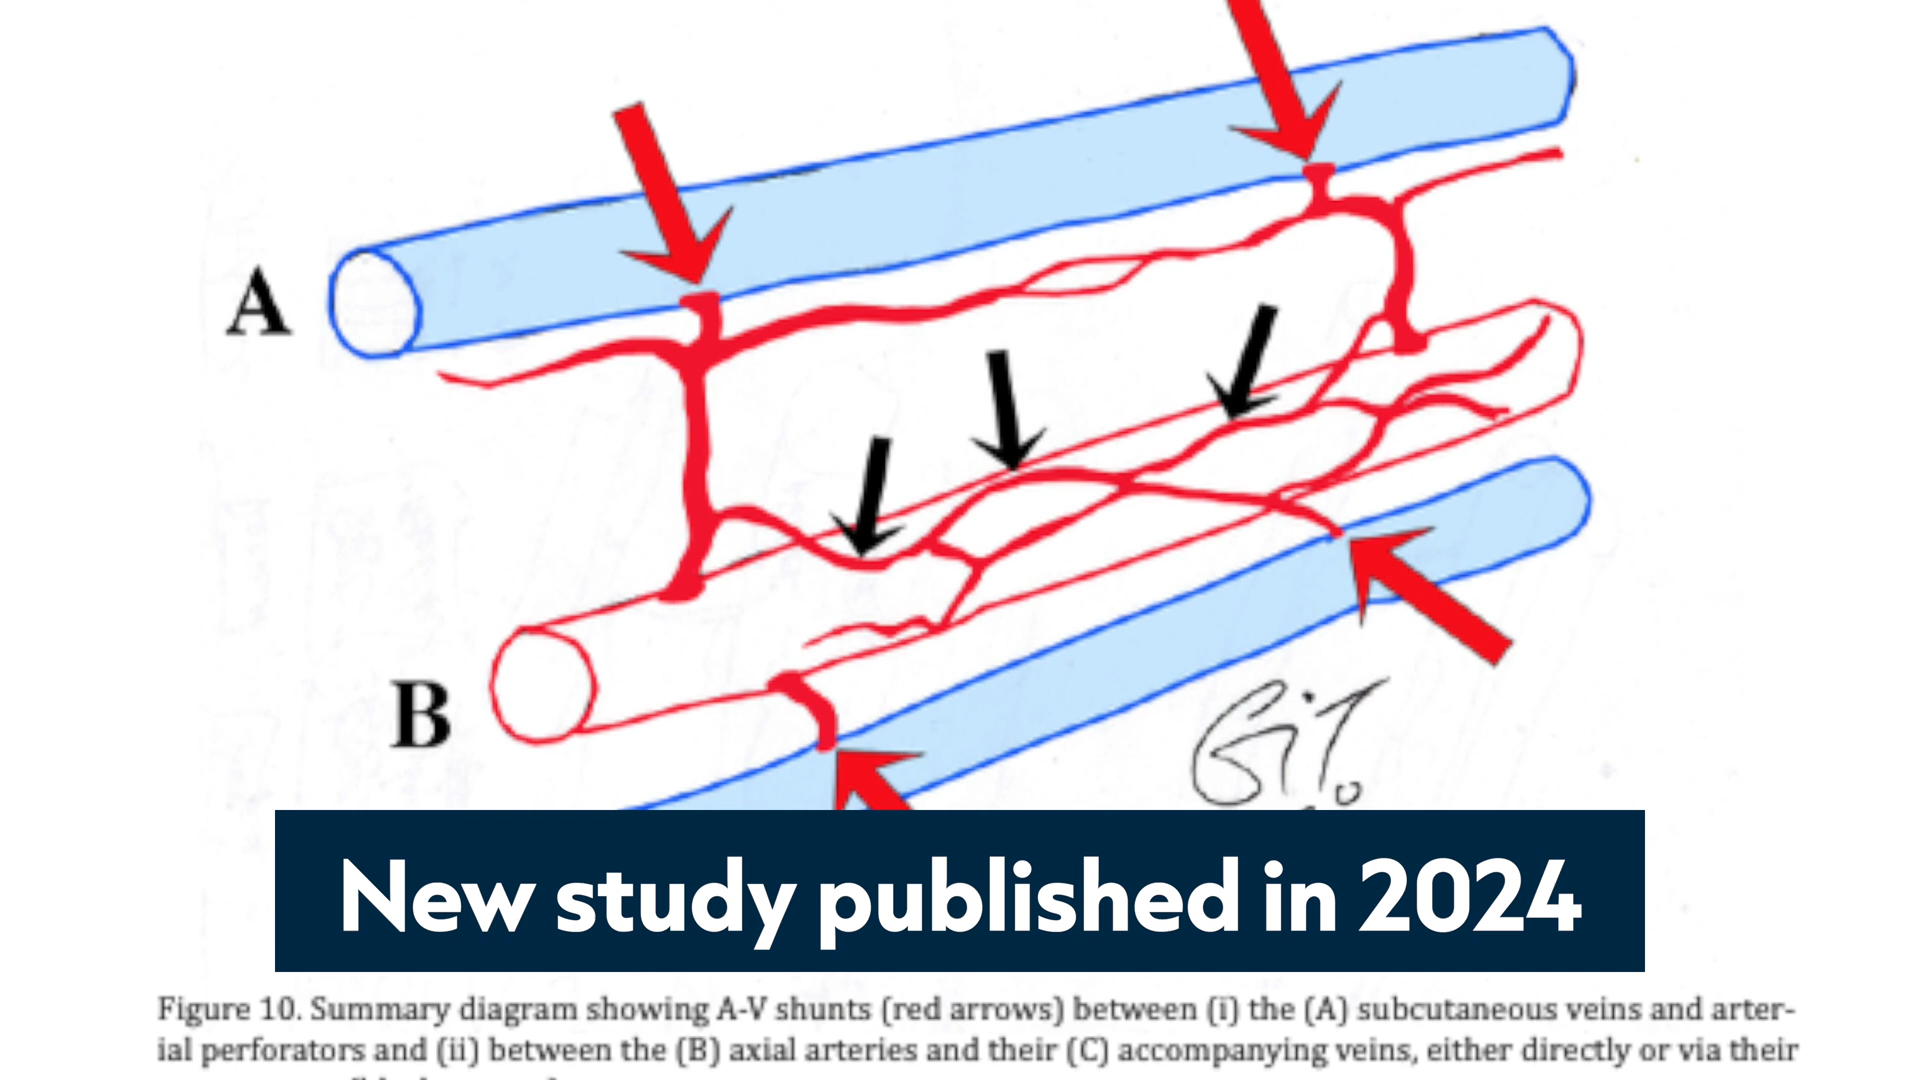 A
B
New study published in 2024
Figure 10. Summary diagram showing A-V shunts (red arrows) between (i) the (A) subcutaneous veins and arter-
ial perforators and (ii) between the (B) axial arteries and their (C) accompanying veins, either directly or via their